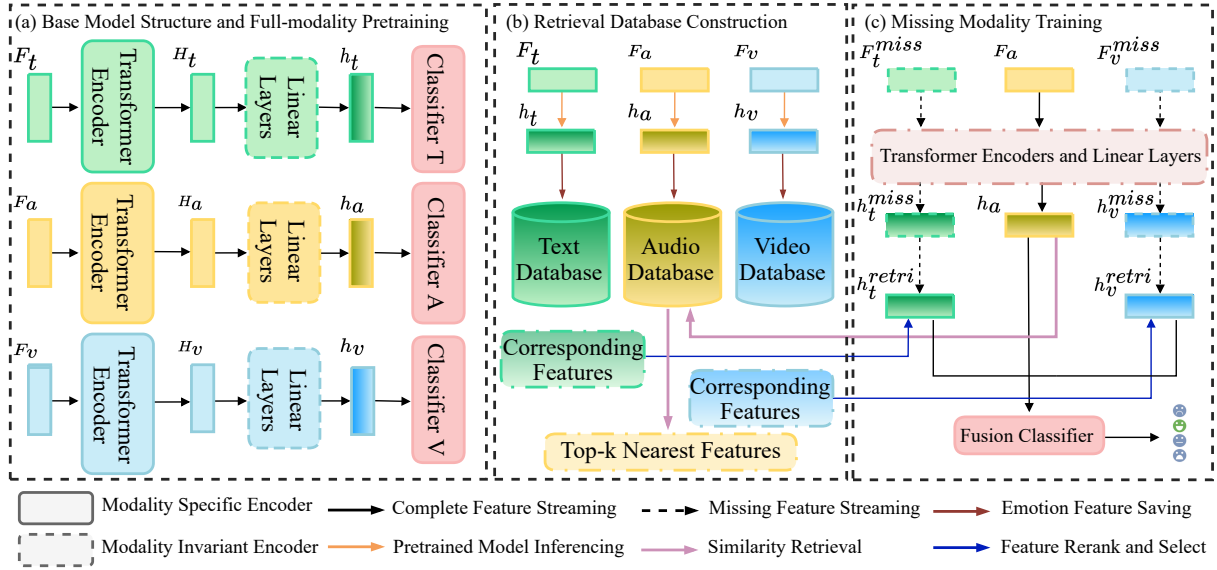 (a) Base Model Structure and Full-modality Pretraining
F_t
Transformer
Encoder
H_t
Linear
Layers
h_t
Classifier T
F_a
Transformer
Encoder
H_a
Linear
Layers
h_a
Classifier A
F_v
Transformer
Encoder
H_v
Linear
Layers
h_v
Classifier V
(b) Retrieval Database Construction
F_t F_a F_v
h_t h_a h_v
Text
Database
Audio
Database
Video
Database
Corresponding
Features
Corresponding
Features
Top-k Nearest Features
(c) Missing Modality Training
F_t^{miss} F_a F_v^{miss}
Transformer Encoders and Linear Layers
h_t^{miss} h_a h_v^{miss}
h_t^{retri} h_v^{retri}
Fusion Classifier
Modality Specific Encoder
Complete Feature Streaming
Missing Feature Streaming
Emotion Feature Saving
Modality Invariant Encoder
Pretrained Model Inferencing
Similarity Retrieval
Feature Rerank and Select